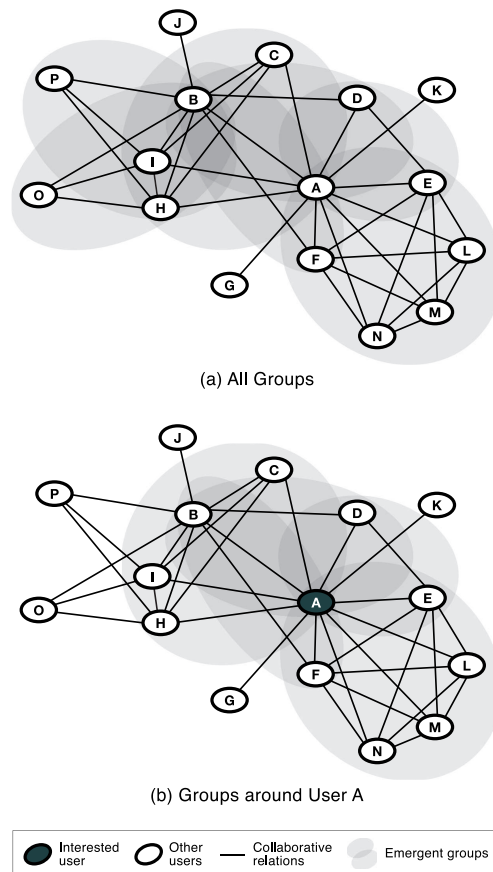 J
C
P
B
D
K
I
A
E
O
H
F
L
G
M
N
(a) All Groups
J
C
P
B
D
K
I
A
E
O
H
F
L
G
M
N
(b) Groups around User A
Interested user
Other users
Collaborative relations
Emergent groups